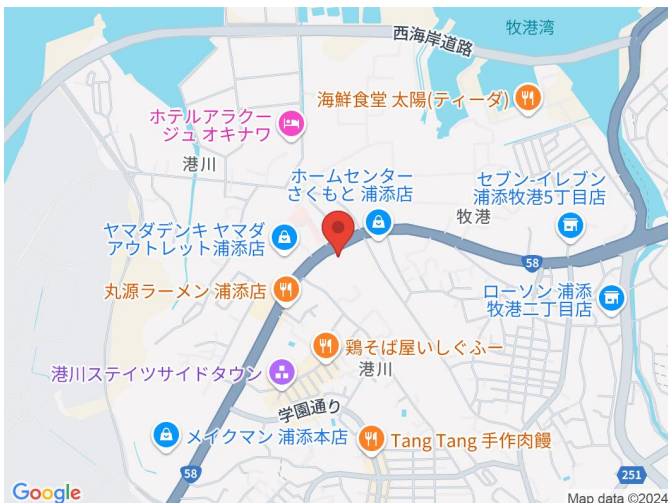 西海岸道路
牧港湾
海鮮食堂 太陽(ティーダ)
ホテルアラクー
ジュ オキナワ
港川
ホームセンター
さくもと 浦添店
セブン-イレブン
浦添牧港5丁目店
牧港
ヤマダデンキ ヤマダ
アウトレット浦添店
58
丸源ラーメン 浦添店
ローソン 浦添
牧港二丁目店
鶏そば屋いしぐふー
港川
港川ステイツサイドタウン
学園通り
メイクマン 浦添本店
Tang Tang 手作肉饅
58
251
Google
Map data ©2024